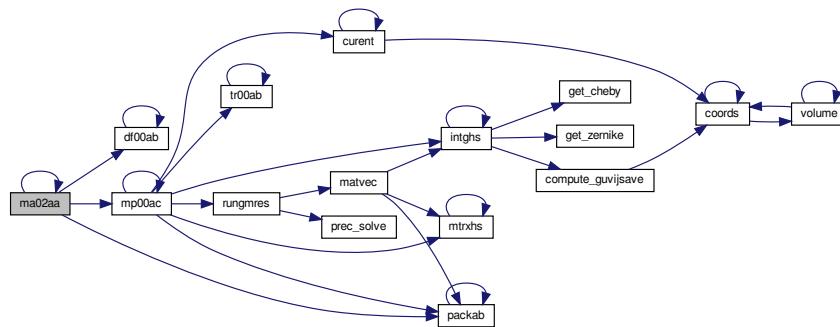 curent
tr00ab
get_cheby
coords
volume
df00ab
intghs
get_zernike
matvec
compute_guvijsave
ma02aa
mp00ac
rungmres
prec_solve
mtrxhs
packab